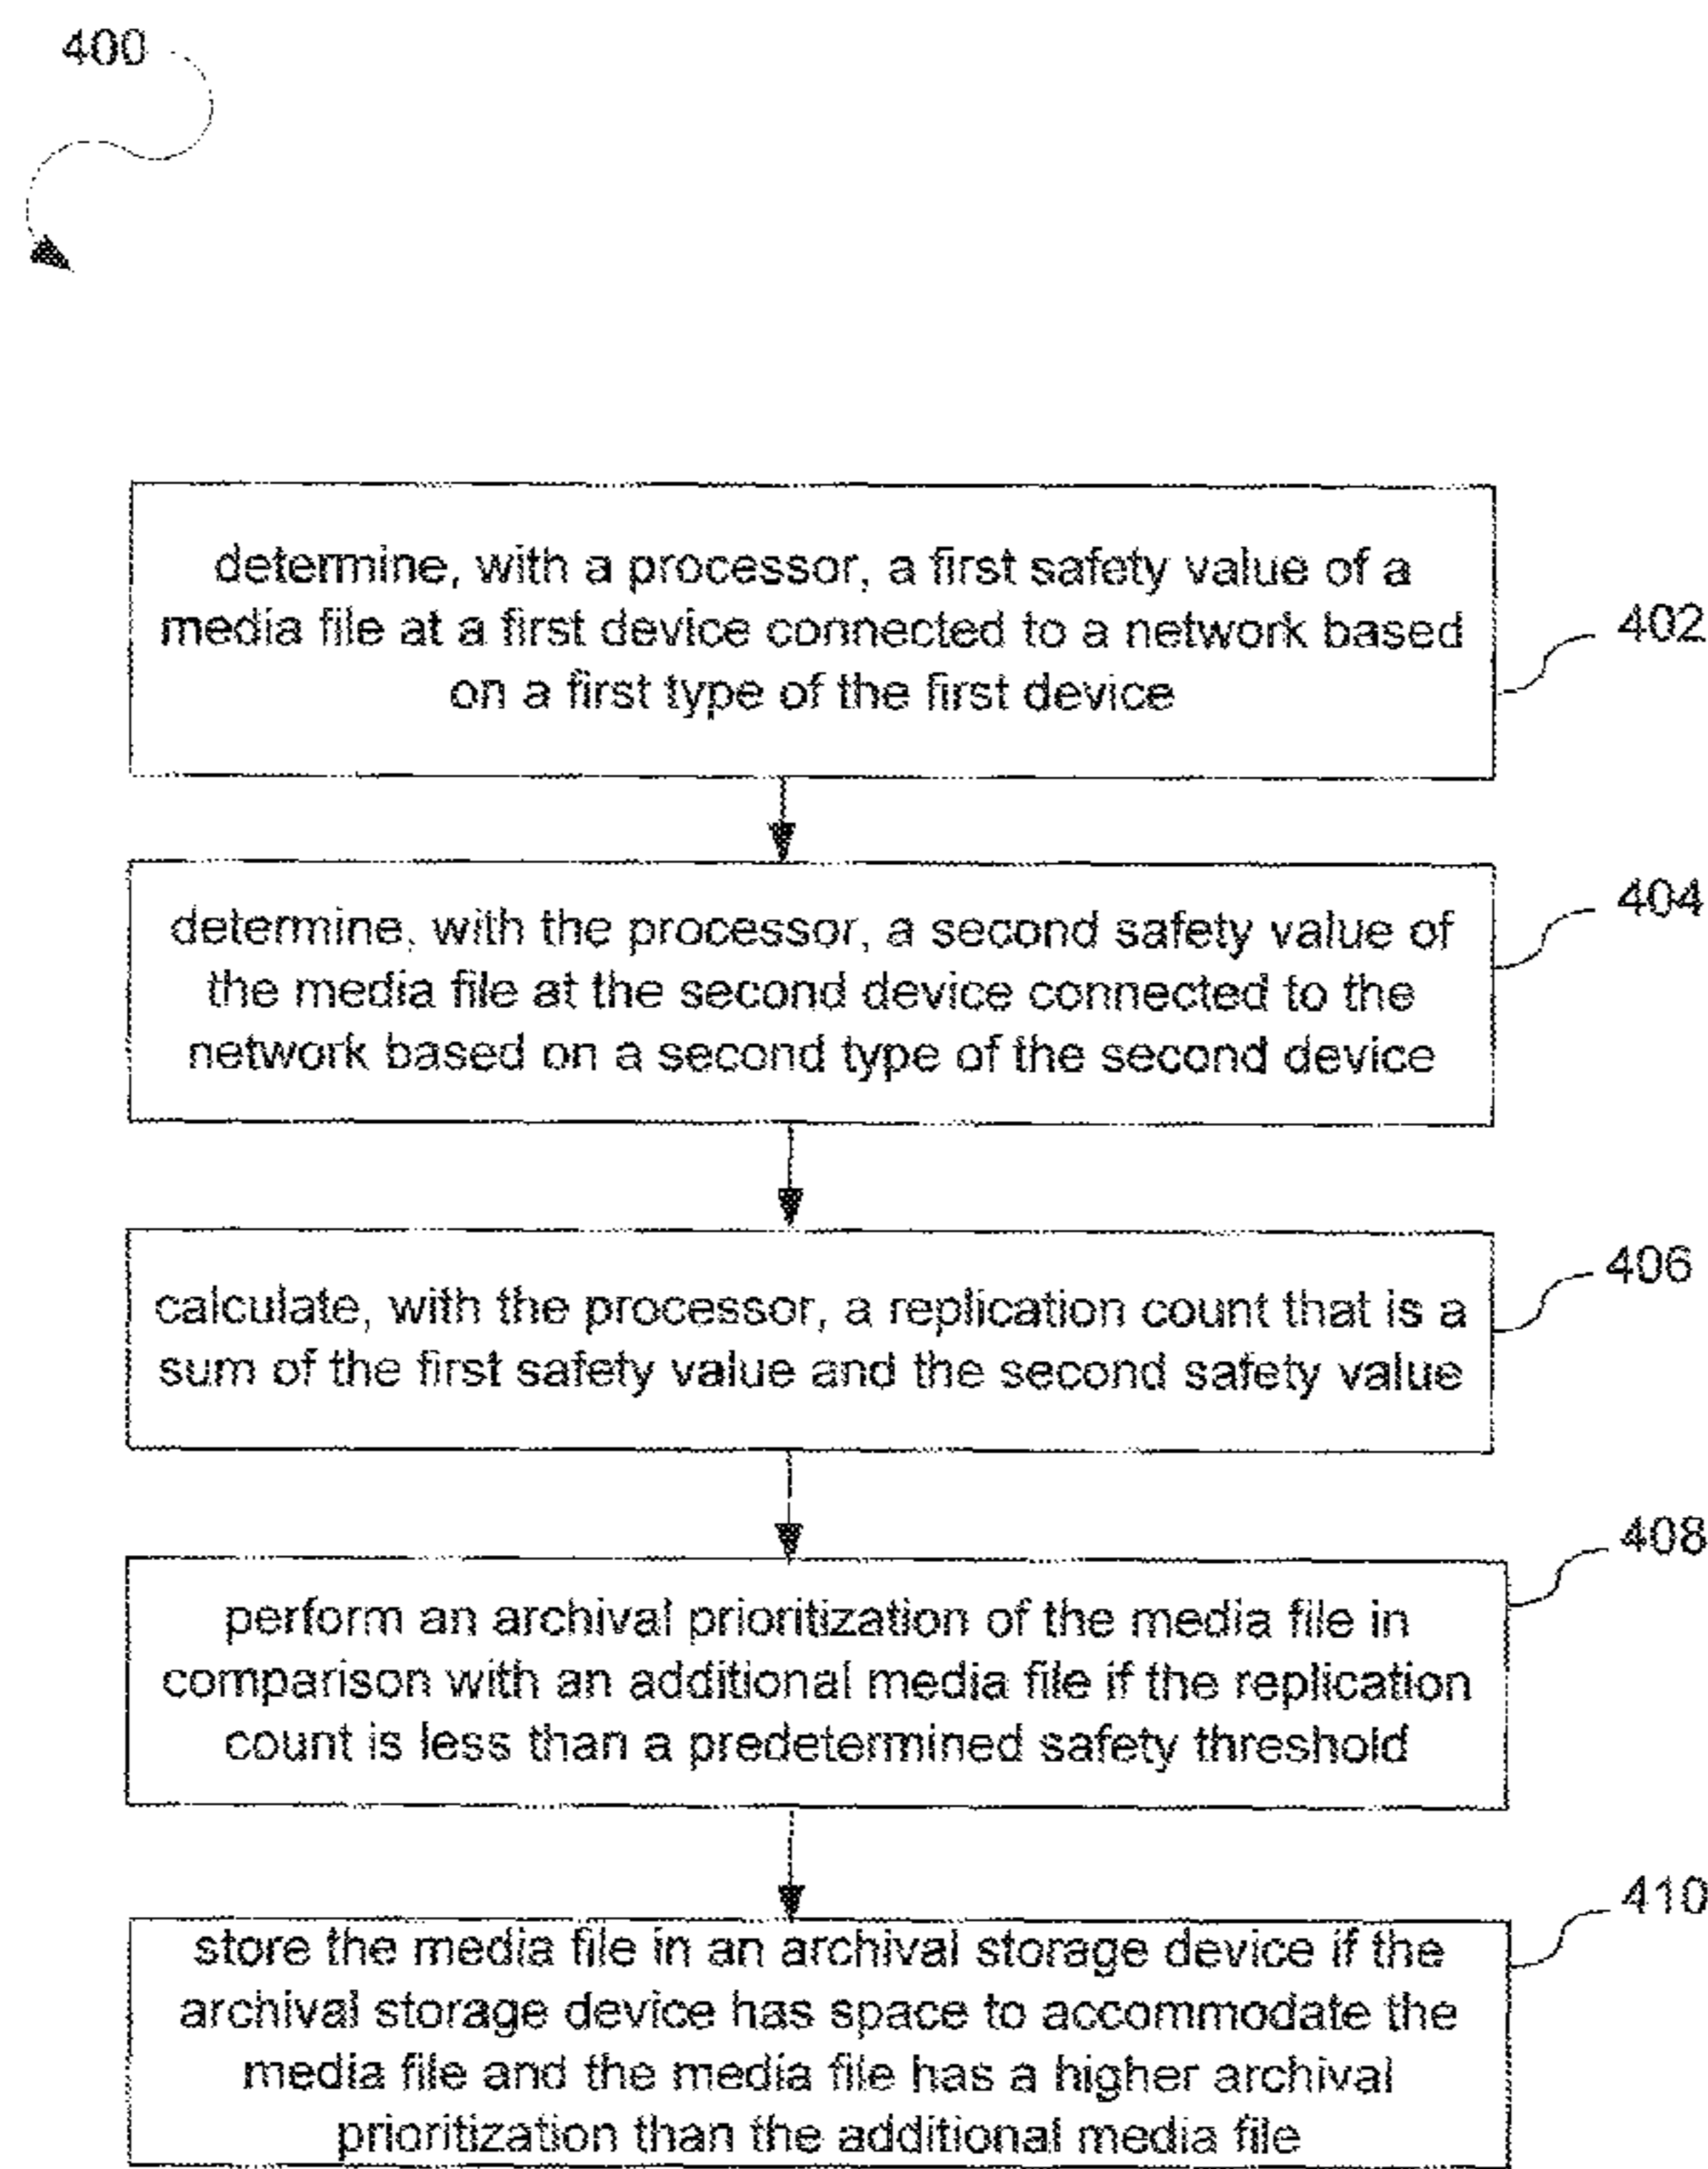 400
determine, with a processor, a first safety value of a
media file at a first device connected to a network based
on a first type of the first device
402
determine, with the processor, a second safety value of
the media file at the second device connected to the
network based on a second type of the second device
404
calculate, with the processor, a replication count that is a
sum of the first safety value and the second safety value
406
perform an archival prioritization of the media file in
comparison with an additional media file if the replication
count is less than a predetermined safety threshold
408
store the media file in an archival storage device if the
archival storage device has space to accommodate the
media file and the media file has a higher archival
prioritization than the additional media file
410